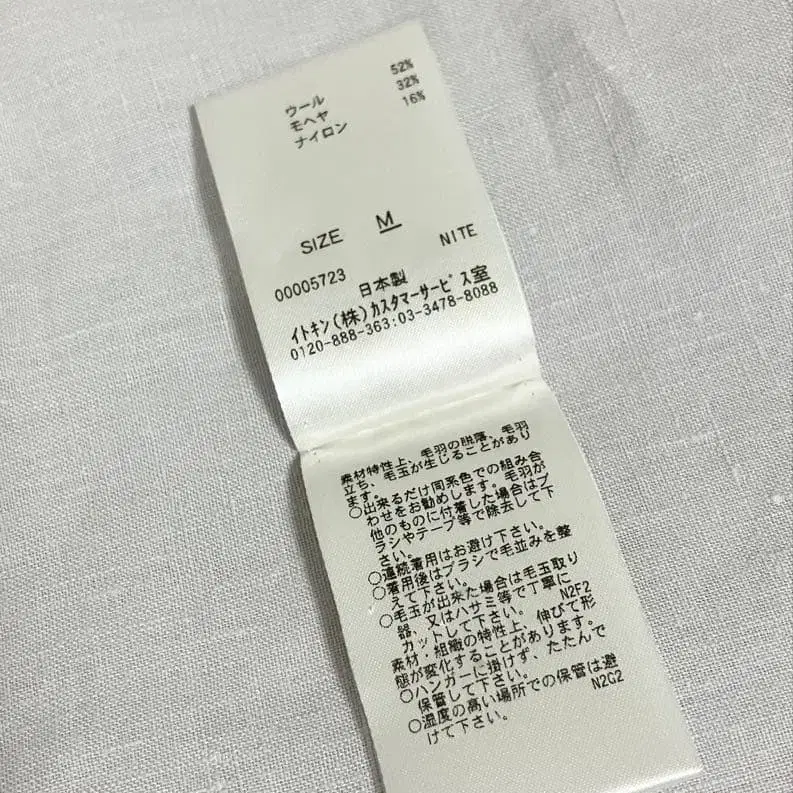 ウール 52%
モヘヤ 32%
ナイロン 16%
SIZE M
NITE
00005723 日本製
イトキン(株)カスタマーサービス室
0120-888-363:03-3478-8088
素材特性上、毛羽の脱落、毛羽
立ち、毛玉が生じることがあり
ます。
○出来るだけ同系色での組み合
わせをお勧めします。毛羽が
他のものに付着した場合はブ
ラシやテープ等で除去して下
さい。
○連続着用はお避け下さい。
○着用後はブラシで毛並みを整
えて下さい。
○毛玉が出来た場合は毛玉取り
器、又はハサミ等で丁寧に
カットして下さい。 N2F2
素材・組織の特性上、伸びて形
態が変化することがあります。
○ハンガーに掛けず、たたんで
保管して下さい。
○湿度の高い場所での保管は避
けて下さい。 N2G2